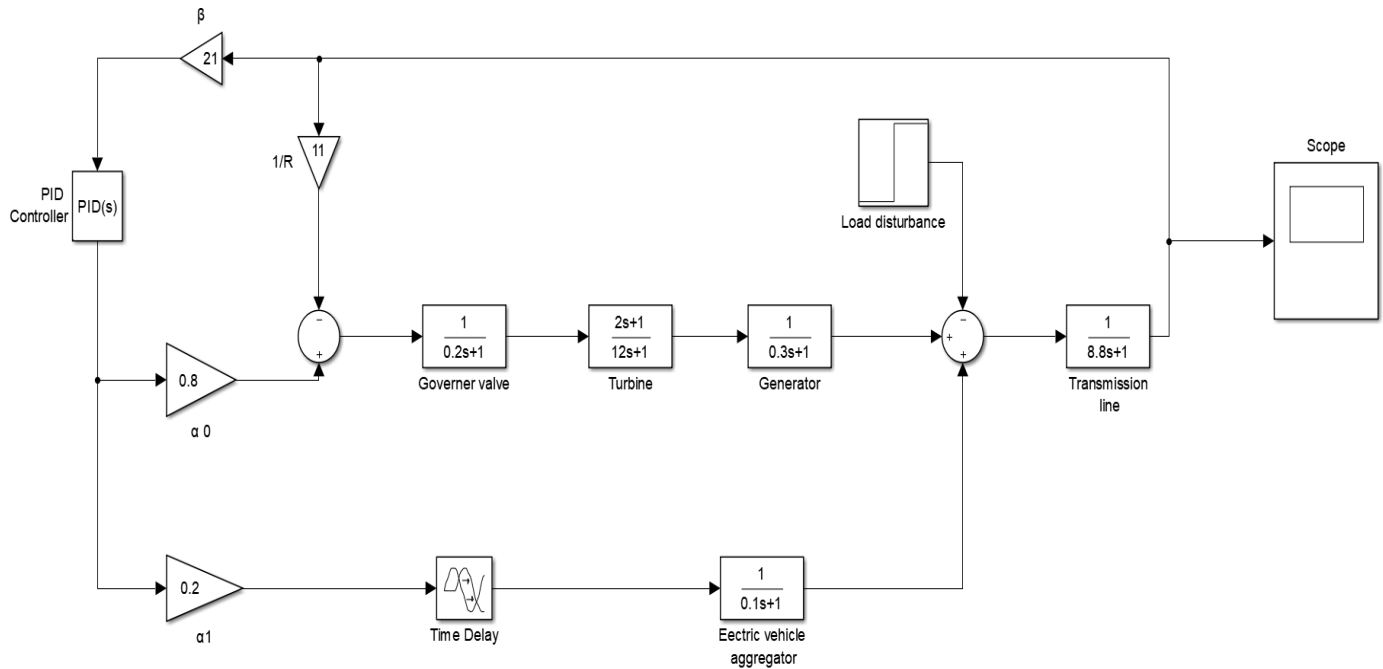 β
21
11
1/R
Scope
PID
Controller
PID(s)
Load disturbance
−
+
1
0.2s+1
Governer valve
2s+1
12s+1
Turbine
1
0.3s+1
Generator
−
+
+
1
8.8s+1
Transmission
line
0.8
α 0
0.2
α1
Time Delay
1
0.1s+1
Eectric vehicle
aggregator